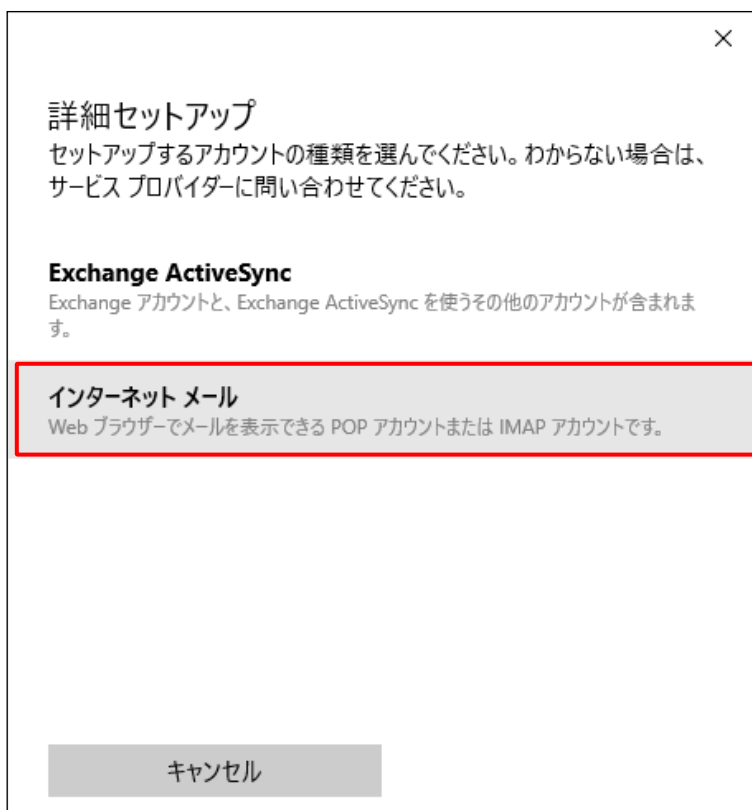 詳細セットアップ
セットアップするアカウントの種類を選んでください。わからない場合は、
サービス プロバイダーに問い合わせてください。
Exchange ActiveSync
Exchange アカウントと、Exchange ActiveSync を使うその他のアカウントが含まれま
す。
インターネット メール
Web ブラウザーでメールを表示できる POP アカウントまたは IMAP アカウントです。
キャンセル